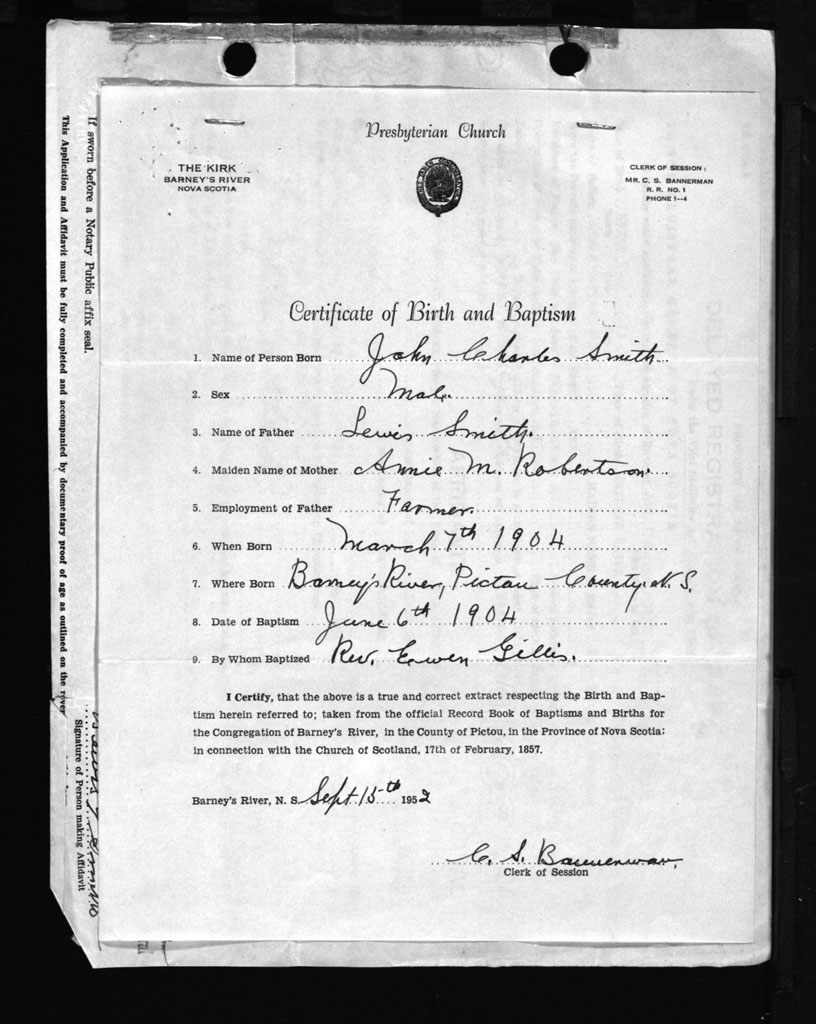 Presbyterian Church
THE KIRK
BARNEY'S RIVER
NOVA SCOTIA
CLERK OF SESSION:
MR. C. S. BANNERMAN
R. R. NO. 1
PHONE 1--4
Certificate of Birth and Baptism
1. Name of Person Born John Charles Smith
2. Sex Male
3. Name of Father Lewis Smith.
4. Maiden Name of Mother Annie M. Robertson.
5. Employment of Father Farmer.
6. When Born March 7th 1904
7. Where Born Barney's River, Pictou County. N. S.
8. Date of Baptism June 6th 1904
9. By Whom Baptized Rev. Ewen Gillis.
I Certify, that the above is a true and correct extract respecting the Birth and Bap-
tism herein referred to; taken from the official Record Book of Baptisms and Births for
the Congregation of Barney's River, in the County of Pictou, in the Province of Nova Scotia:
in connection with the Church of Scotland, 17th of February, 1857.
Barney's River, N. S. Sept. 15th 1952
C. S. Bannerman,
Clerk of Session
If sworn before a Notary Public affix seal.
This Application and Affidavit must be fully completed and accompanied by documentary proof of age as outlined on the rever
Signature of Person making Affidavit